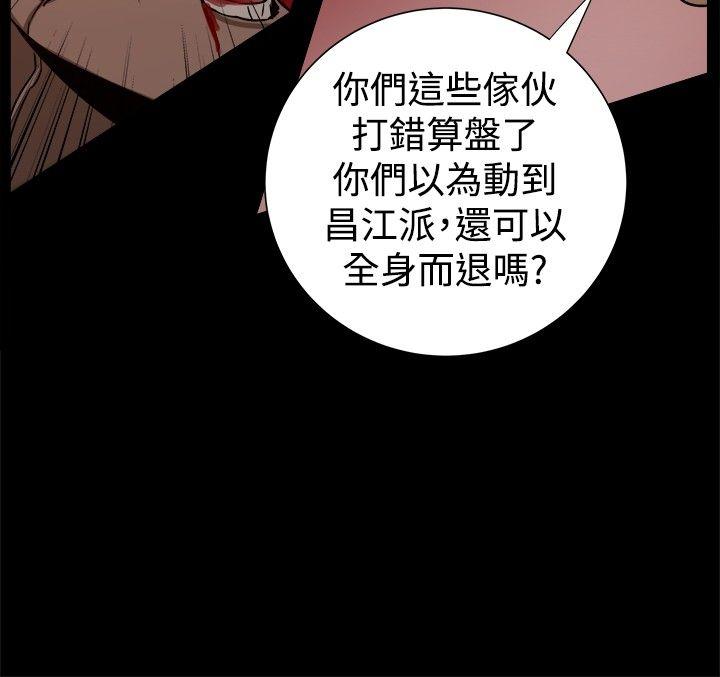 你們這些傢伙
打錯算盤了
你們以為動到
昌江派，還可以
全身而退嗎？